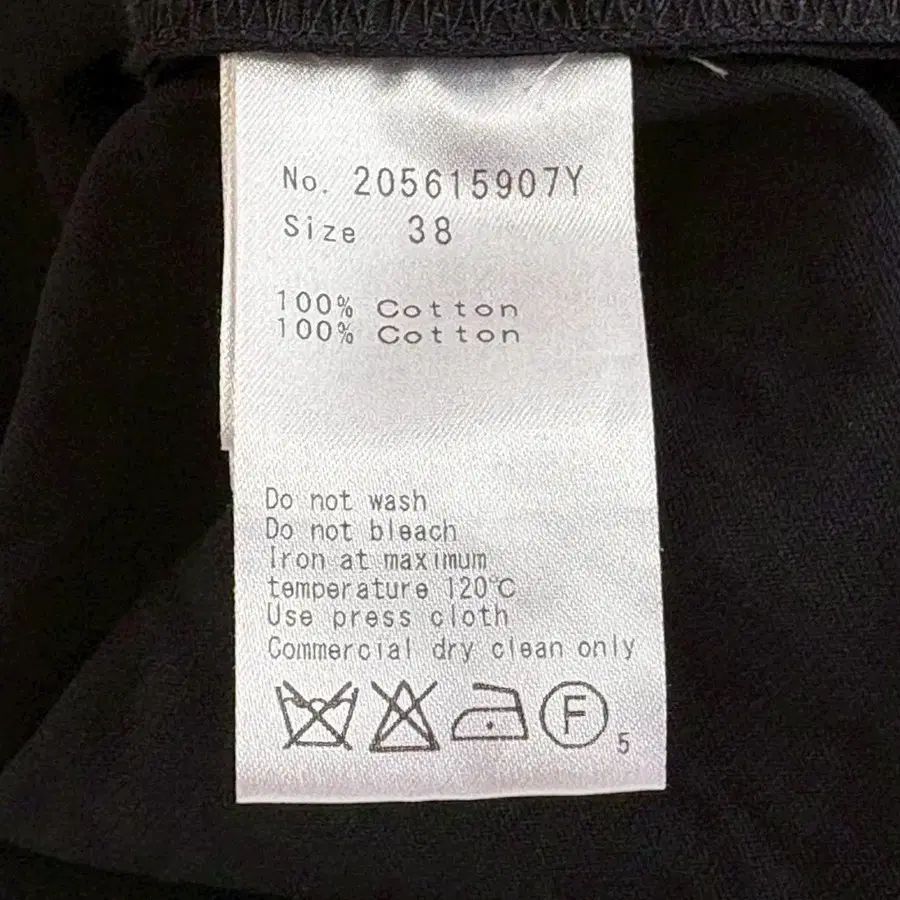 No. 205615907Y
Size 38
100% Cotton
100% Cotton
Do not wash
Do not bleach
Iron at maximum
temperature 120℃
Use press cloth
Commercial dry clean only
F 5